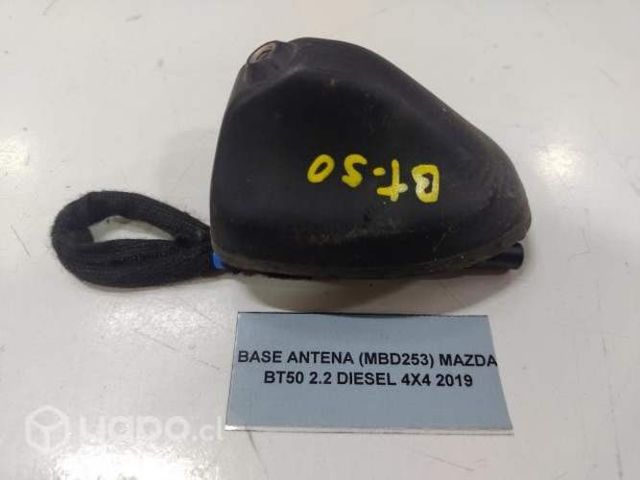 BT-50
BASE ANTENA (MBD253) MAZDA
BT50 2.2 DIESEL 4X4 2019
yapo.cl